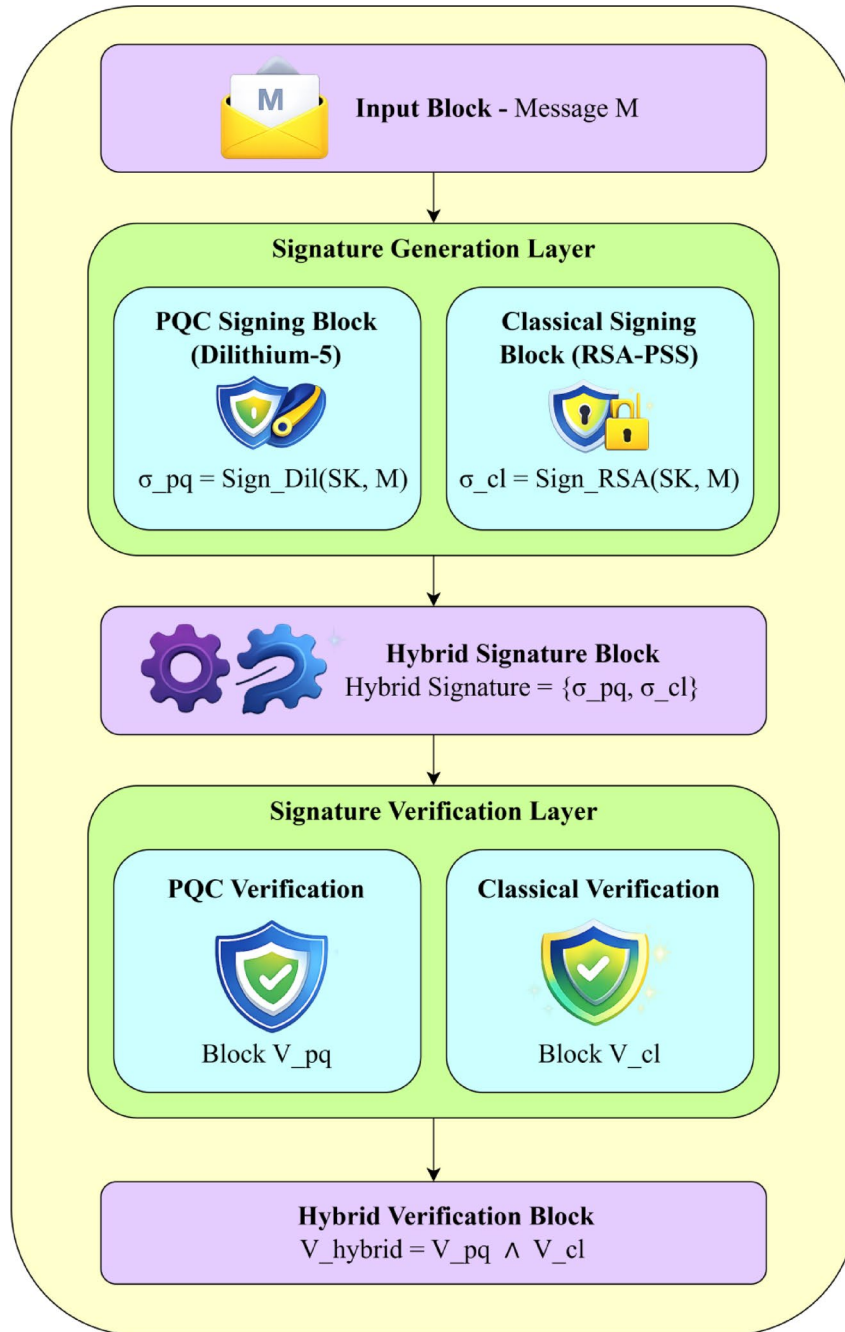 M
Input Block - Message M
Signature Generation Layer
PQC Signing Block
(Dilithium-5)
σ_pq = Sign_Dil(SK, M)
Classical Signing
Block (RSA-PSS)
σ_cl = Sign_RSA(SK, M)
Hybrid Signature Block
Hybrid Signature = {σ_pq, σ_cl}
Signature Verification Layer
PQC Verification
Block V_pq
Classical Verification
Block V_cl
Hybrid Verification Block
V_hybrid = V_pq ∧ V_cl